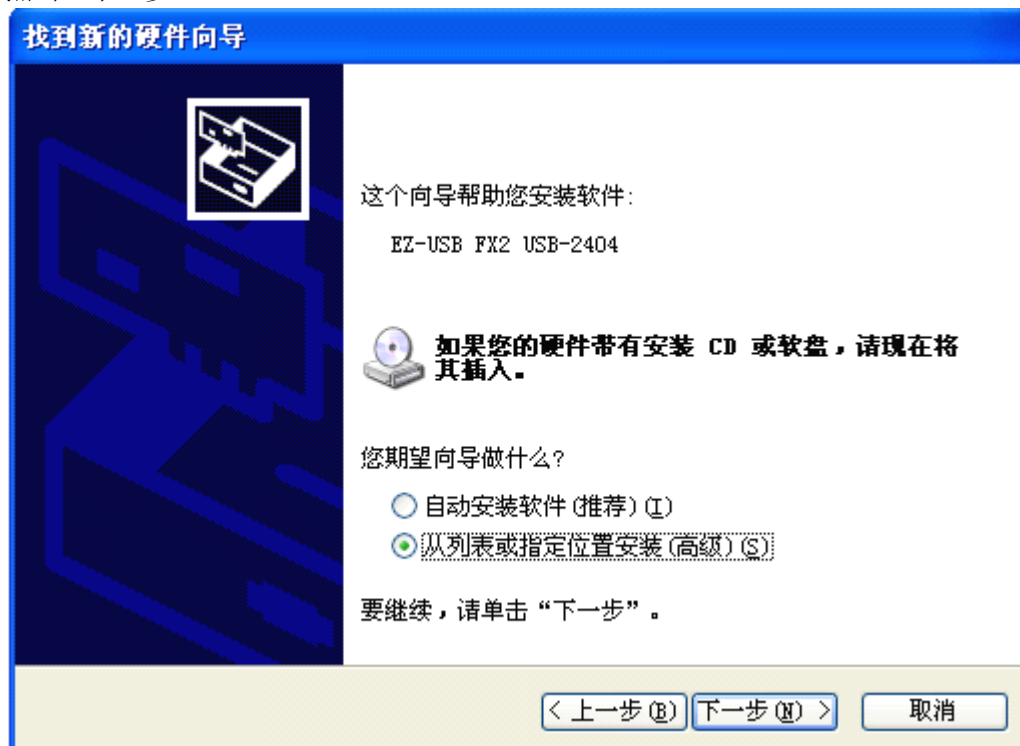 找到新的硬件向导
这个向导帮助您安装软件:
EZ-USB FX2 USB-2404
如果您的硬件带有安装 CD 或软盘，请现在将
其插入。
您期望向导做什么?
自动安装软件(推荐)(I)
从列表或指定位置安装(高级)(S)
要继续，请单击“下一步”。
< 上一步(B) 下一步(N) > 取消